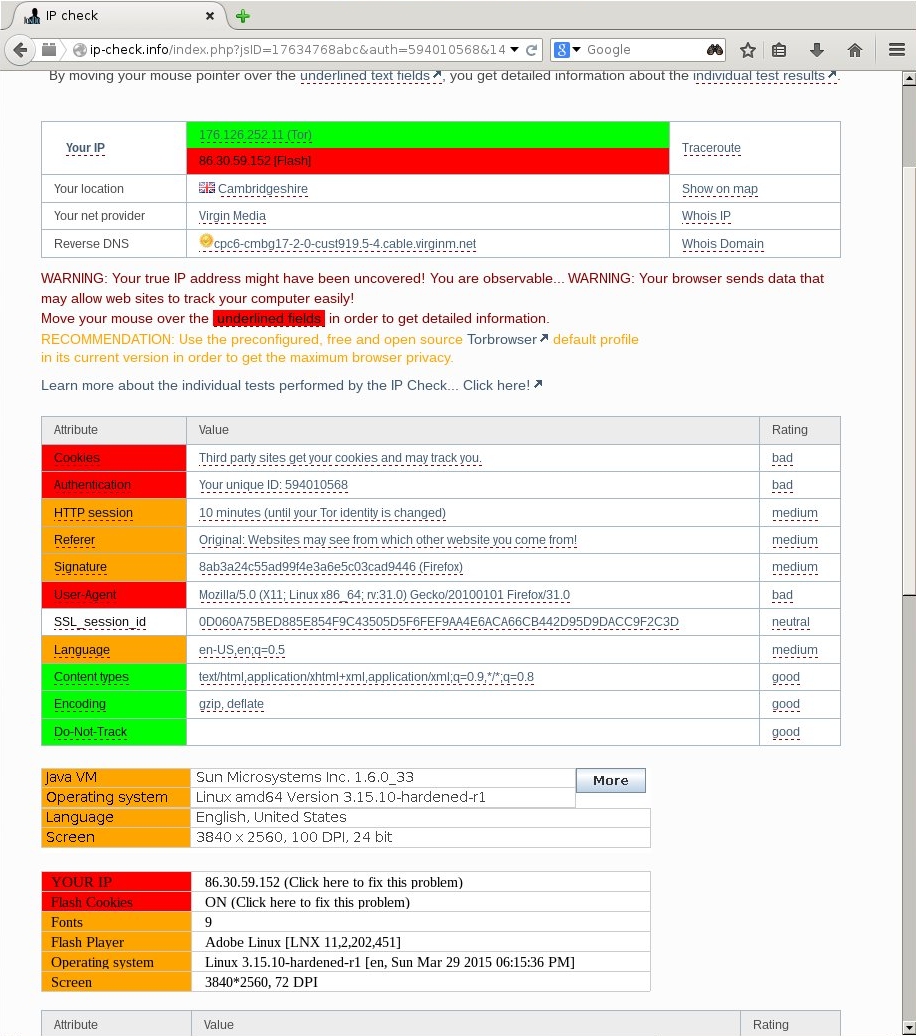 IP check
ip-check.info/index.php?jsID=17634768abc&auth=594010568&14
Google
By moving your mouse pointer over the underlined text fields, you get detailed information about the individual test results.
Your IP
176.126.252.11 (Tor)
86.30.59.152 [Flash]
Traceroute
Your location Cambridgeshire Show on map
Your net provider Virgin Media Whois IP
Reverse DNS cpc6-cmbg17-2-0-cust919.5-4.cable.virginm.net Whois Domain
WARNING: Your true IP address might have been uncovered! You are observable... WARNING: Your browser sends data that
may allow web sites to track your computer easily!
Move your mouse over the underlined fields, in order to get detailed information.
RECOMMENDATION: Use the preconfigured, free and open source Torbrowser default profile
in its current version in order to get the maximum browser privacy.
Learn more about the individual tests performed by the IP Check... Click here!
Attribute Value Rating
Cookies Third party sites get your cookies and may track you. bad
Authentication Your unique ID: 594010568 bad
HTTP session 10 minutes (until your Tor identity is changed) medium
Referer Original: Websites may see from which other website you come from! medium
Signature 8ab3a24c55ad99f4e3a6e5c03cad9446 (Firefox) medium
User-Agent Mozilla/5.0 (X11; Linux x86_64; rv:31.0) Gecko/20100101 Firefox/31.0 bad
SSL_session_id 0D060A75BED885E854F9C43505D5F6FEF9AA4E6ACA66CB442D95D9DACC9F2C3D neutral
Language en-US,en;q=0.5 medium
Content types text/html,application/xhtml+xml,application/xml;q=0.9,*/*;q=0.8 good
Encoding gzip, deflate good
Do-Not-Track good
Java VM Sun Microsystems Inc. 1.6.0_33 More
Operating system Linux amd64 Version 3.15.10-hardened-r1
Language English, United States
Screen 3840 x 2560, 100 DPI, 24 bit
YOUR IP 86.30.59.152 (Click here to fix this problem)
Flash Cookies ON (Click here to fix this problem)
Fonts 9
Flash Player Adobe Linux [LNX 11,2,202,451]
Operating system Linux 3.15.10-hardened-r1 [en, Sun Mar 29 2015 06:15:36 PM]
Screen 3840*2560, 72 DPI
Attribute Value Rating